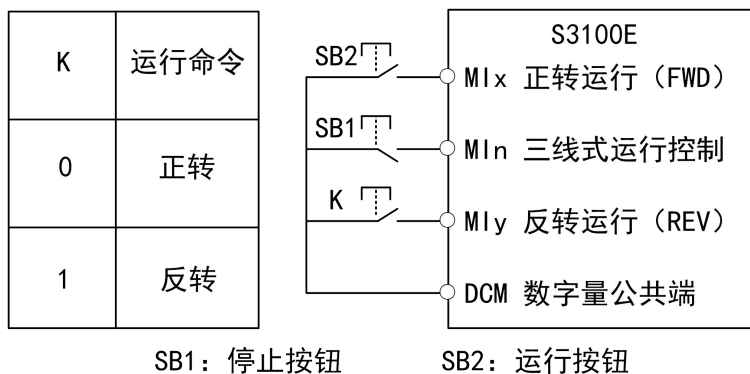 K 运行命令
0 正转
1 反转
S3100E
SB2 MIx 正转运行（FWD）
SB1 MIn 三线式运行控制
K MIy 反转运行（REV）
DCM 数字量公共端
SB1：停止按钮 SB2：运行按钮